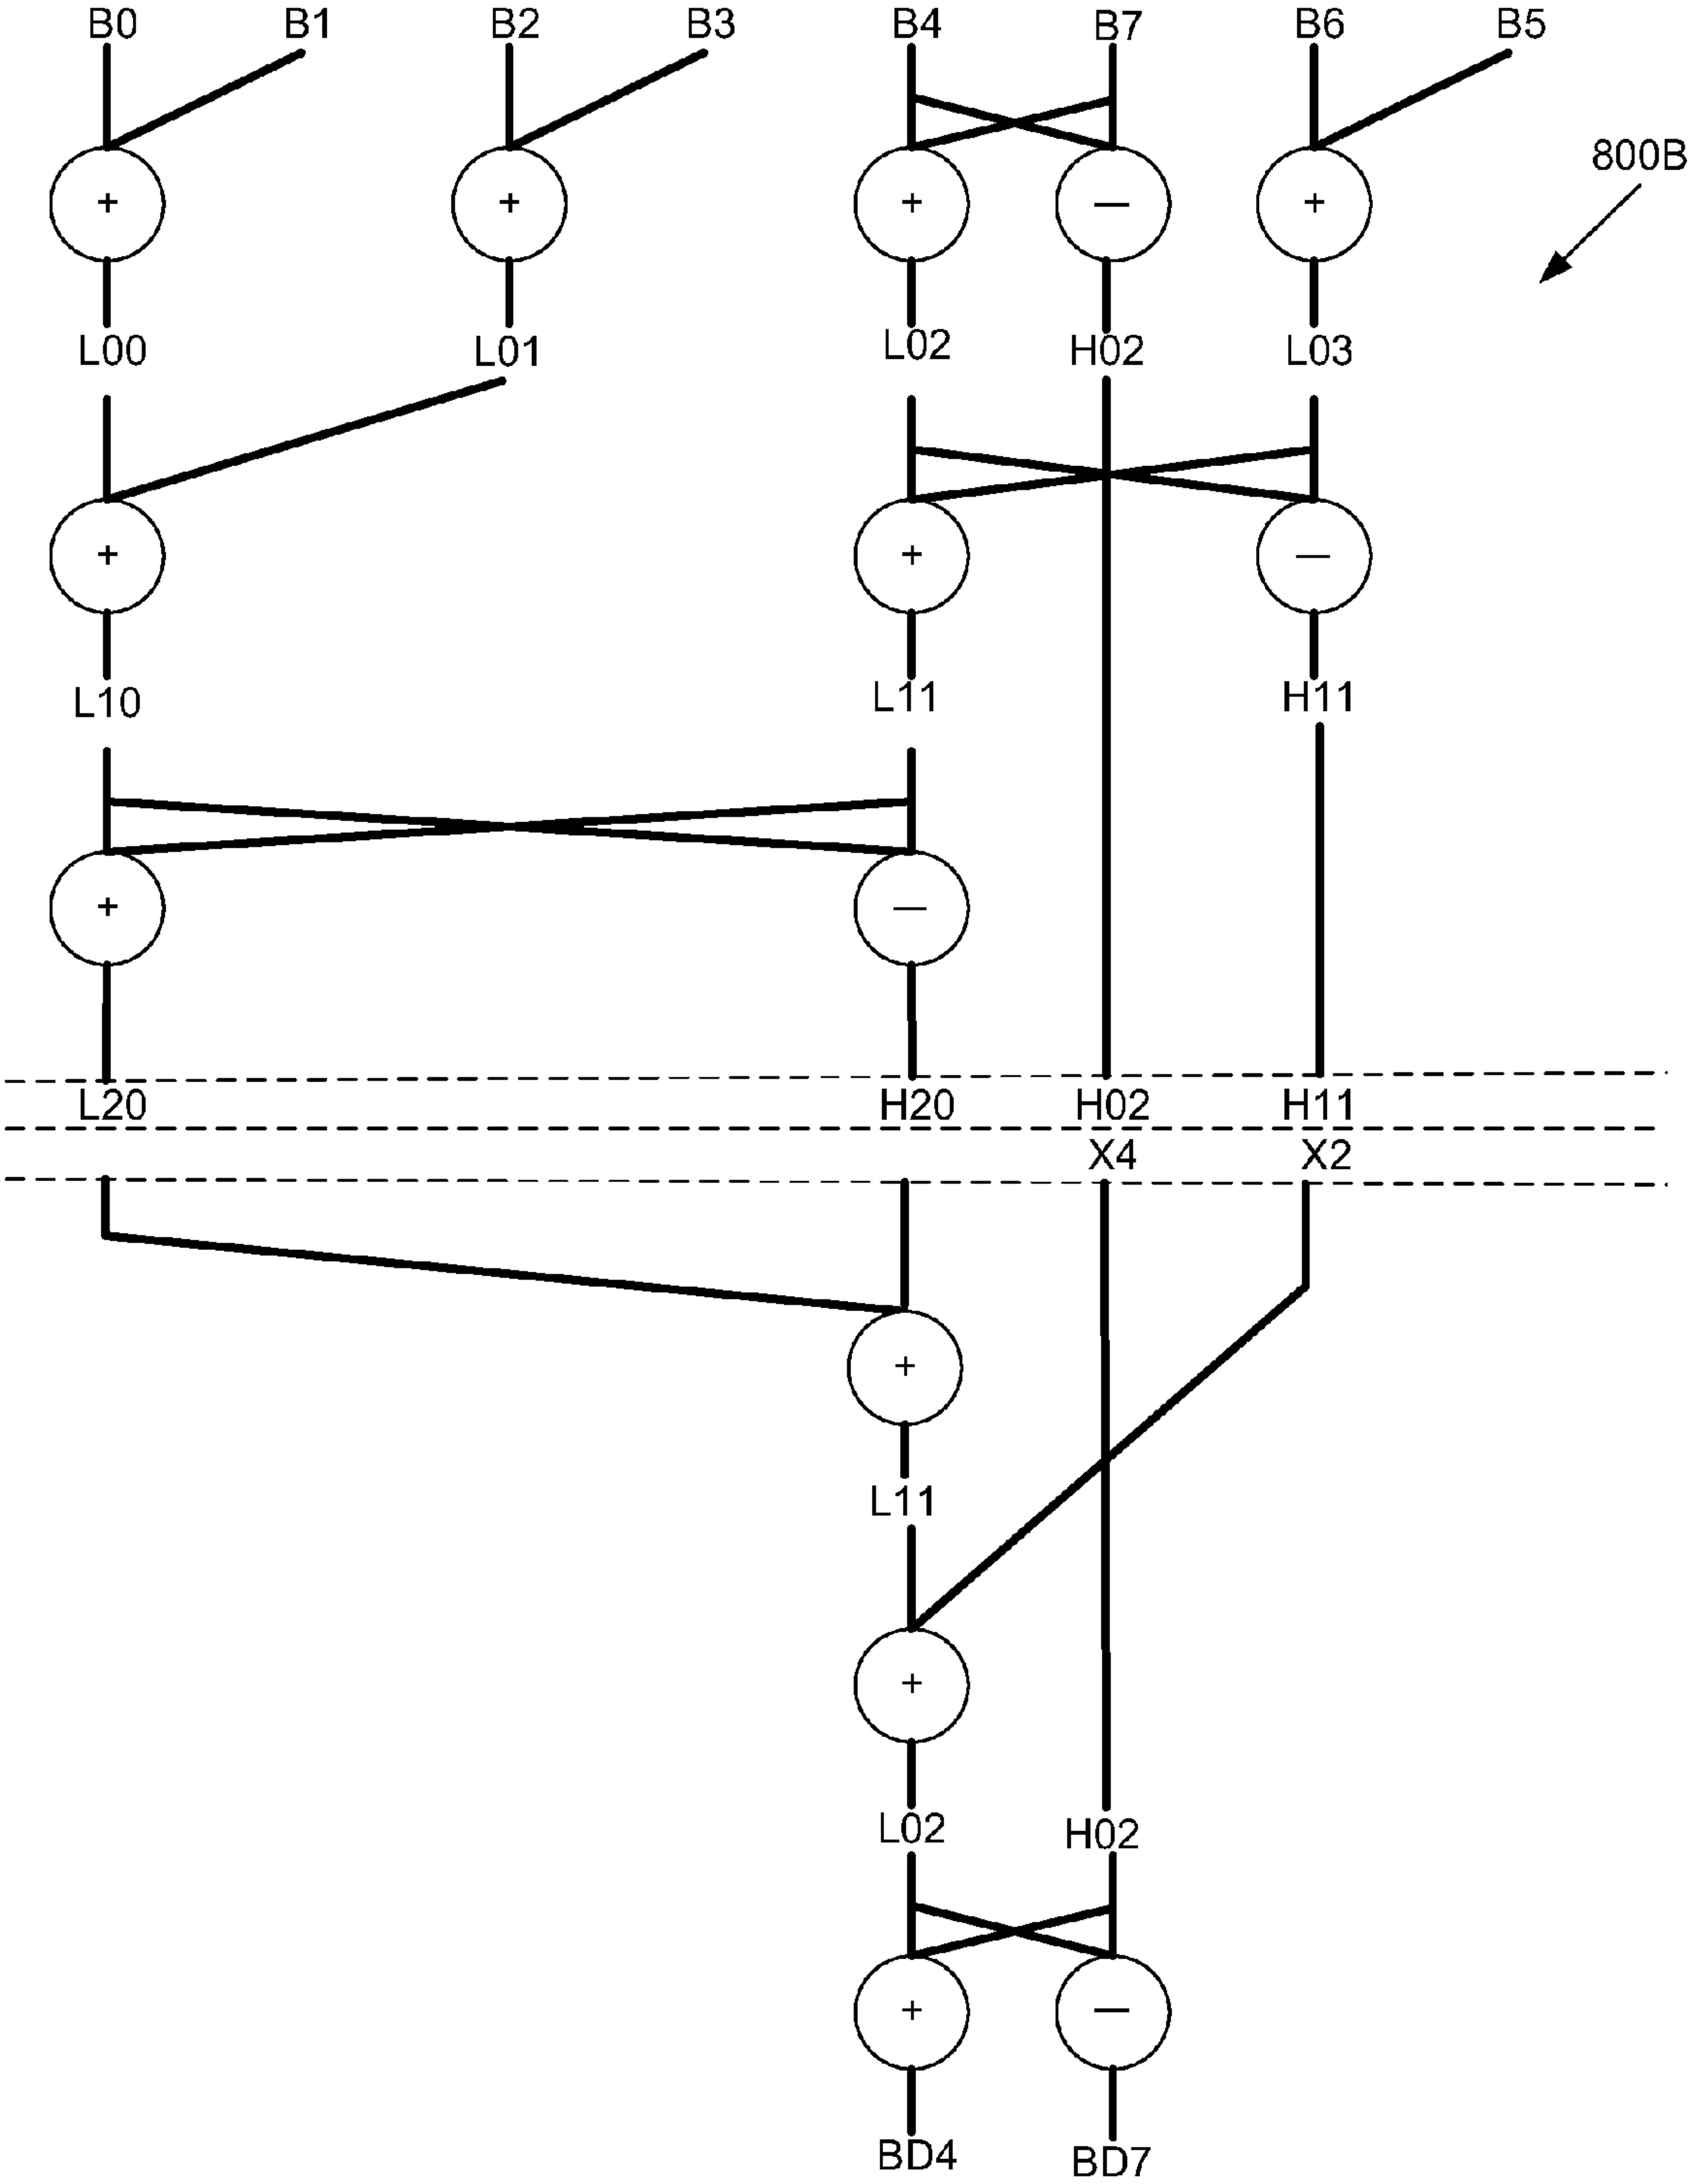 B0 B1 B2 B3 B4 B7 B6 B5
800B
+ + + — +
L00 L01 L02 H02 L03
+ + —
L10 L11 H11
+ —
L20 H20 H02 H11
X4 X2
+
L11
+
L02 H02
+ —
BD4 BD7